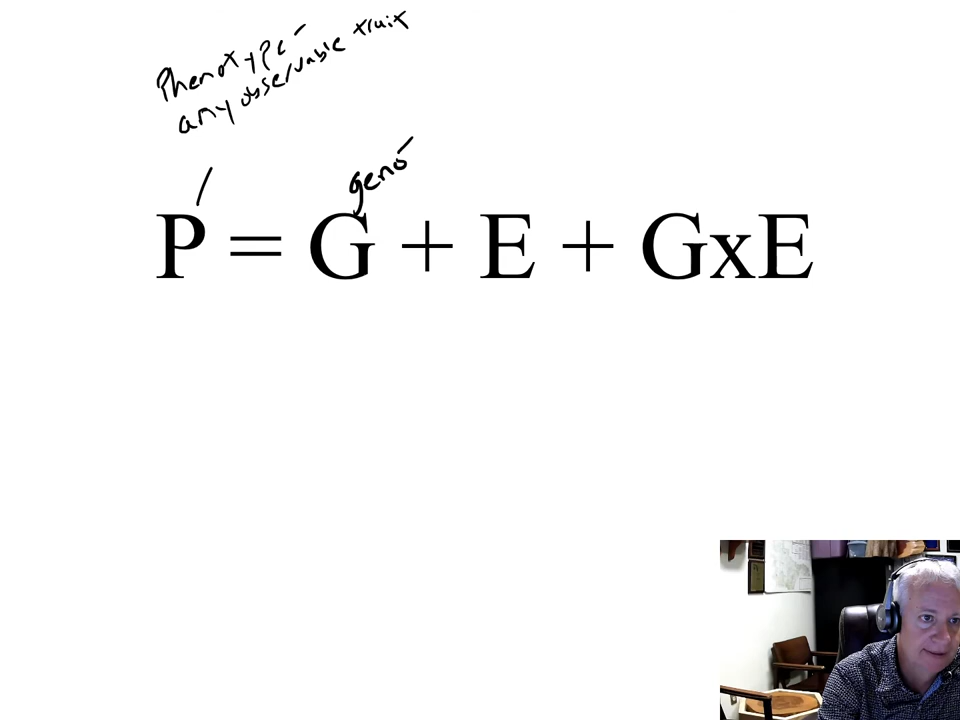 Phenotype -
any observable trait
geno
P = G + E + GxE